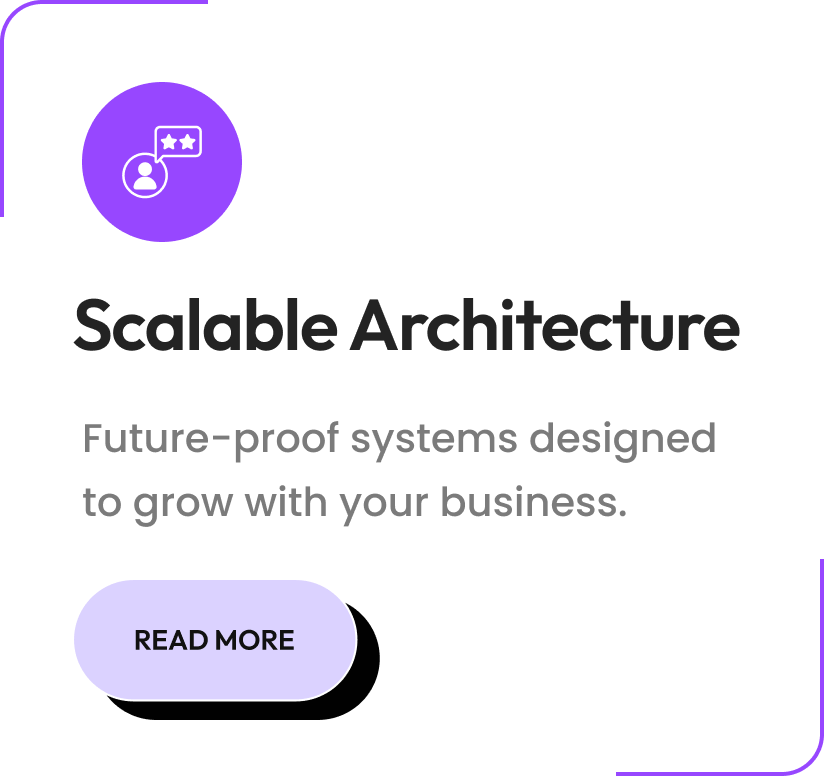 Scalable Architecture
Future-proof systems designed
to grow with your business.
READ MORE